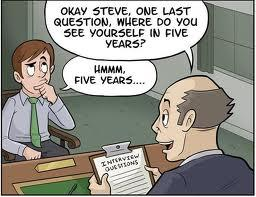 OKAY STEVE, ONE LAST
QUESTION, WHERE DO YOU
SEE YOURSELF IN FIVE
YEARS?
HMMM,
FIVE YEARS....
INTERVIEW
QUESTIONS